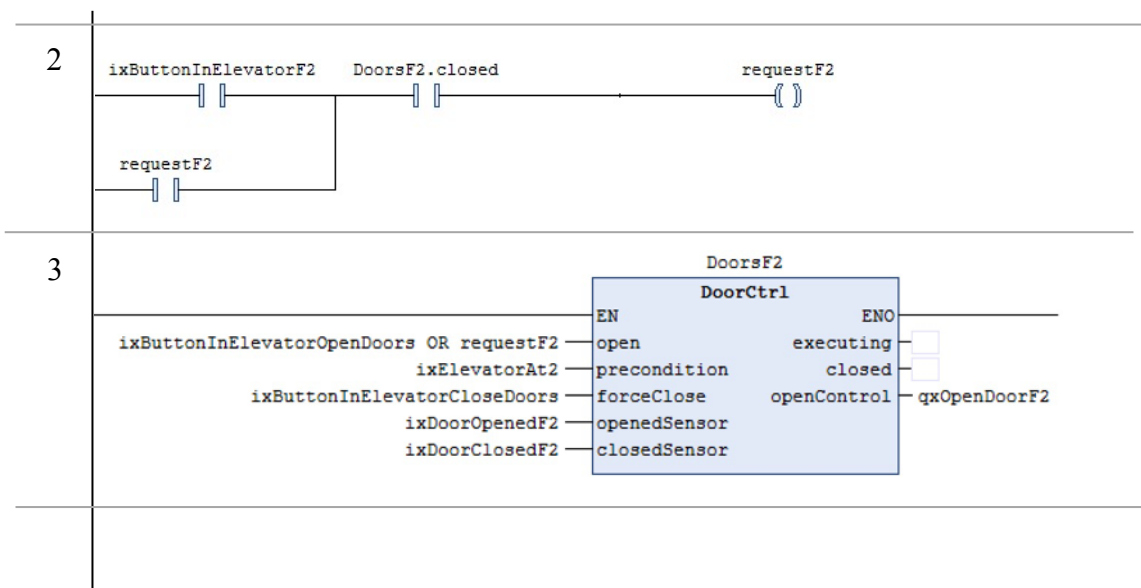 2
ixButtonInElevatorF2 DoorsF2.closed requestF2
requestF2
3
DoorsF2
DoorCtrl
EN ENO
ixButtonInElevatorOpenDoors OR requestF2 open executing
ixElevatorAt2 precondition closed
ixButtonInElevatorCloseDoors forceClose openControl qxOpenDoorF2
ixDoorOpenedF2 openedSensor
ixDoorClosedF2 closedSensor